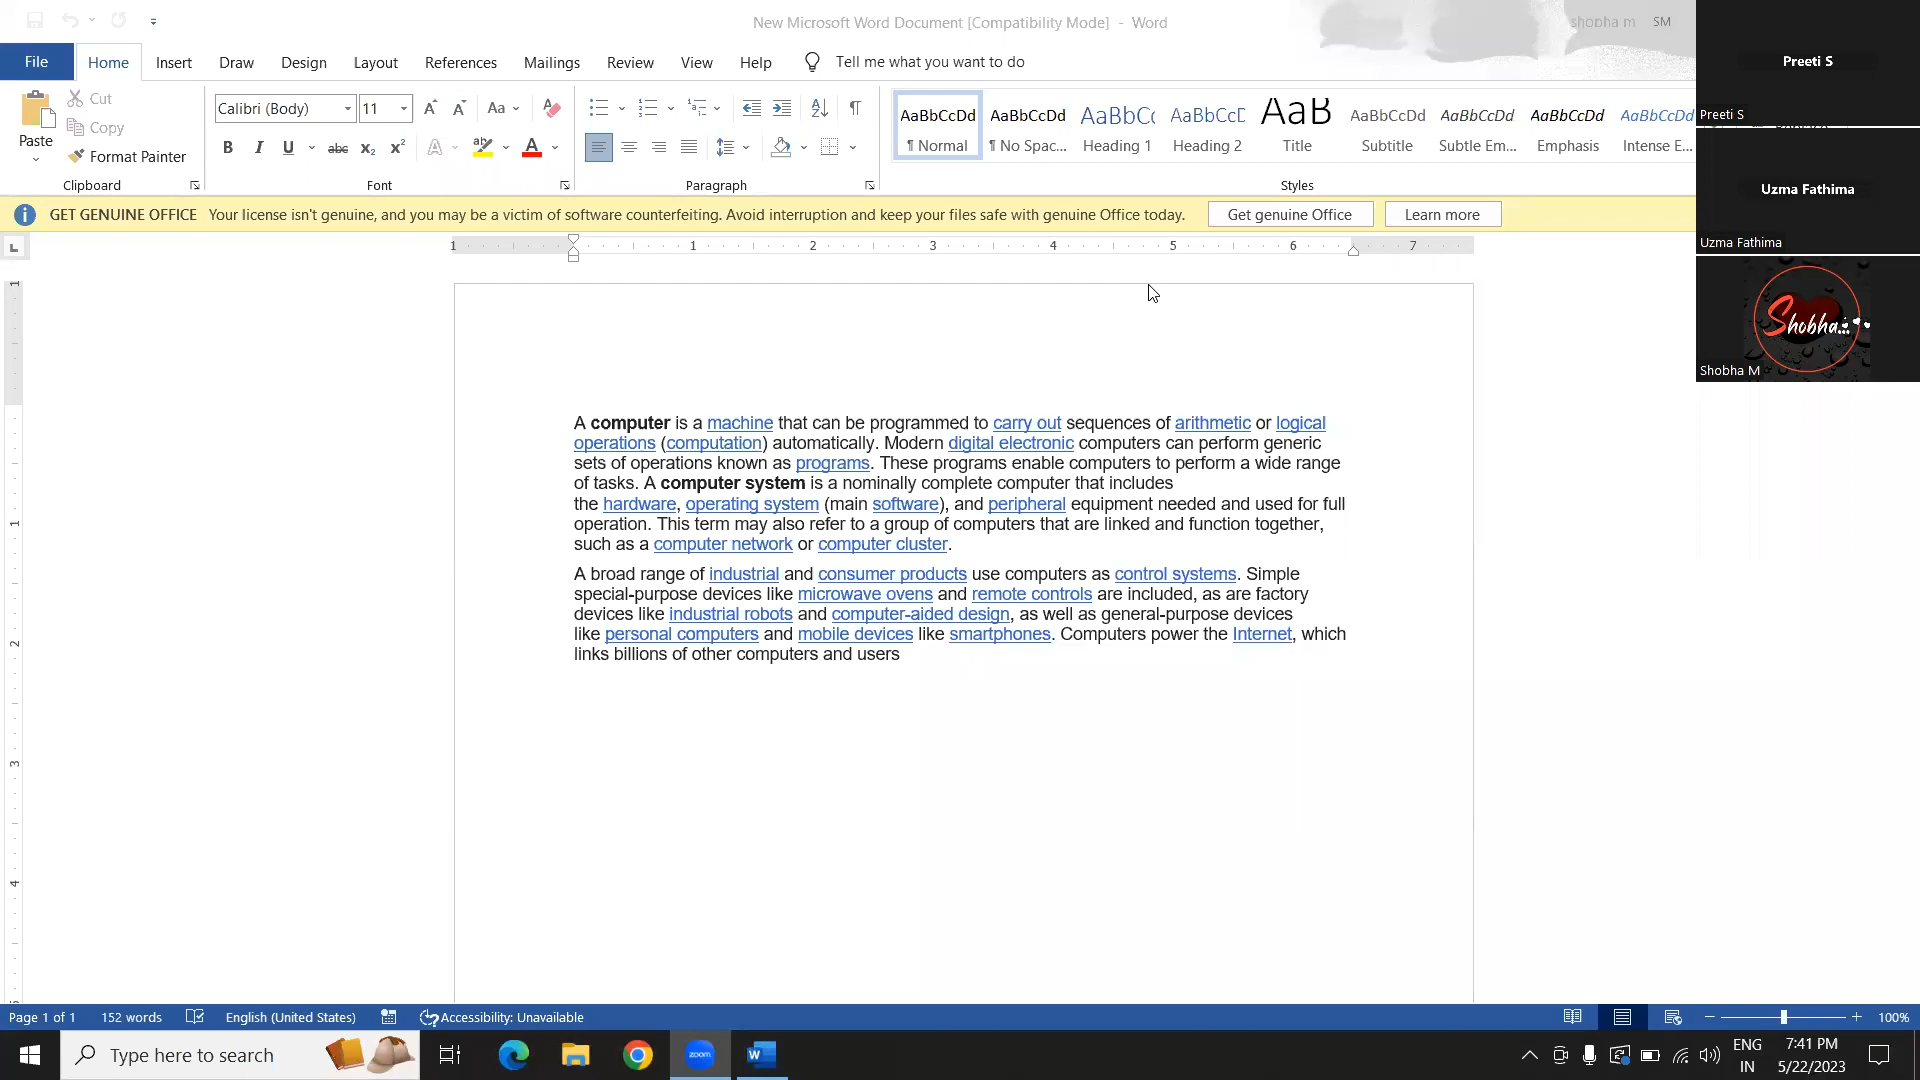 New Microsoft Word Document [Compatibility Mode] - Word
shobha m SM
File Home Insert Draw Design Layout References Mailings Review View Help Tell me what you want to do
Paste
Cut
Copy
Format Painter
Clipboard
Calibri (Body) 11
Font
Paragraph
AaBbCcDd AaBbCcDd AaBbCc AaBbCcD AaB AaBbCcDd AaBbCcDd AaBbCcDd AaBbCcDd
¶ Normal ¶ No Spac... Heading 1 Heading 2 Title Subtitle Subtle Em... Emphasis Intense E...
Styles
GET GENUINE OFFICE Your license isn't genuine, and you may be a victim of software counterfeiting. Avoid interruption and keep your files safe with genuine Office today. Get genuine Office Learn more
1 1 2 3 4 5 6 7
Preeti S
Preeti S
Uzma Fathima
Uzma Fathima
Shobha...
Shobha M
A computer is a machine that can be programmed to carry out sequences of arithmetic or logical
operations (computation) automatically. Modern digital electronic computers can perform generic
sets of operations known as programs. These programs enable computers to perform a wide range
of tasks. A computer system is a nominally complete computer that includes
the hardware, operating system (main software), and peripheral equipment needed and used for full
operation. This term may also refer to a group of computers that are linked and function together,
such as a computer network or computer cluster.
A broad range of industrial and consumer products use computers as control systems. Simple
special-purpose devices like microwave ovens and remote controls are included, as are factory
devices like industrial robots and computer-aided design, as well as general-purpose devices
like personal computers and mobile devices like smartphones. Computers power the Internet, which
links billions of other computers and users
Page 1 of 1 152 words English (United States) Accessibility: Unavailable 100%
Type here to search
zoom
ENG
IN
7:41 PM
5/22/2023